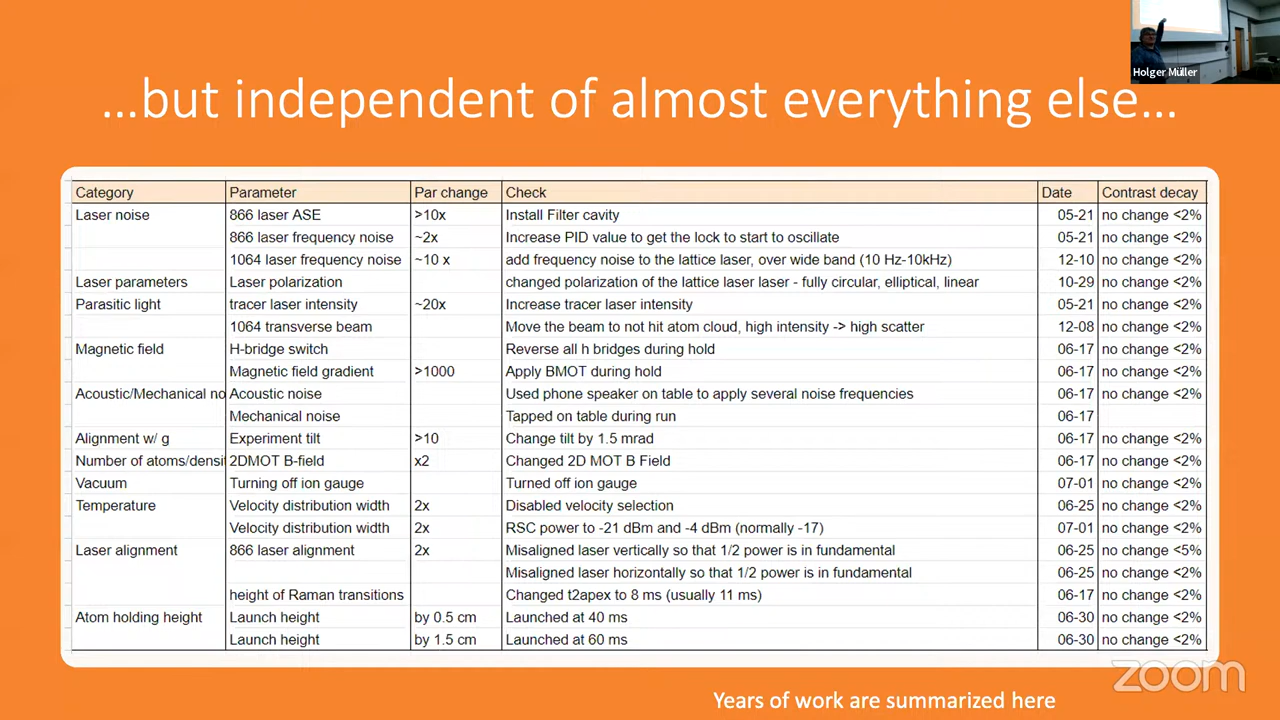 Holger Müller
...but independent of almost everything else...
Category Parameter Par change Check Date Contrast decay
Laser noise 866 laser ASE >10x Install Filter cavity 05-21 no change <2%
866 laser frequency noise ~2x Increase PID value to get the lock to start to oscillate 05-21 no change <2%
1064 laser frequency noise ~10 x add frequency noise to the lattice laser, over wide band (10 Hz-10kHz) 12-10 no change <2%
Laser parameters Laser polarization changed polarization of the lattice laser laser - fully circular, elliptical, linear 10-29 no change <2%
Parasitic light tracer laser intensity ~20x Increase tracer laser intensity 05-21 no change <2%
1064 transverse beam Move the beam to not hit atom cloud, high intensity -> high scatter 12-08 no change <2%
Magnetic field H-bridge switch Reverse all h bridges during hold 06-17 no change <2%
Magnetic field gradient >1000 Apply BMOT during hold 06-17 no change <2%
Acoustic/Mechanical no Acoustic noise Used phone speaker on table to apply several noise frequencies 06-17 no change <2%
Mechanical noise Tapped on table during run 06-17
Alignment w/ g Experiment tilt >10 Change tilt by 1.5 mrad 06-17 no change <2%
Number of atoms/densit 2DMOT B-field x2 Changed 2D MOT B Field 06-17 no change <2%
Vacuum Turning off ion gauge Turned off ion gauge 07-01 no change <2%
Temperature Velocity distribution width 2x Disabled velocity selection 06-25 no change <2%
Velocity distribution width 2x RSC power to -21 dBm and -4 dBm (normally -17) 07-01 no change <2%
Laser alignment 866 laser alignment 2x Misaligned laser vertically so that 1/2 power is in fundamental 06-25 no change <5%
Misaligned laser horizontally so that 1/2 power is in fundamental 06-25 no change <2%
height of Raman transitions Changed t2apex to 8 ms (usually 11 ms) 06-17 no change <2%
Atom holding height Launch height by 0.5 cm Launched at 40 ms 06-30 no change <2%
Launch height by 1.5 cm Launched at 60 ms 06-30 no change <2%
zoom
Years of work are summarized here